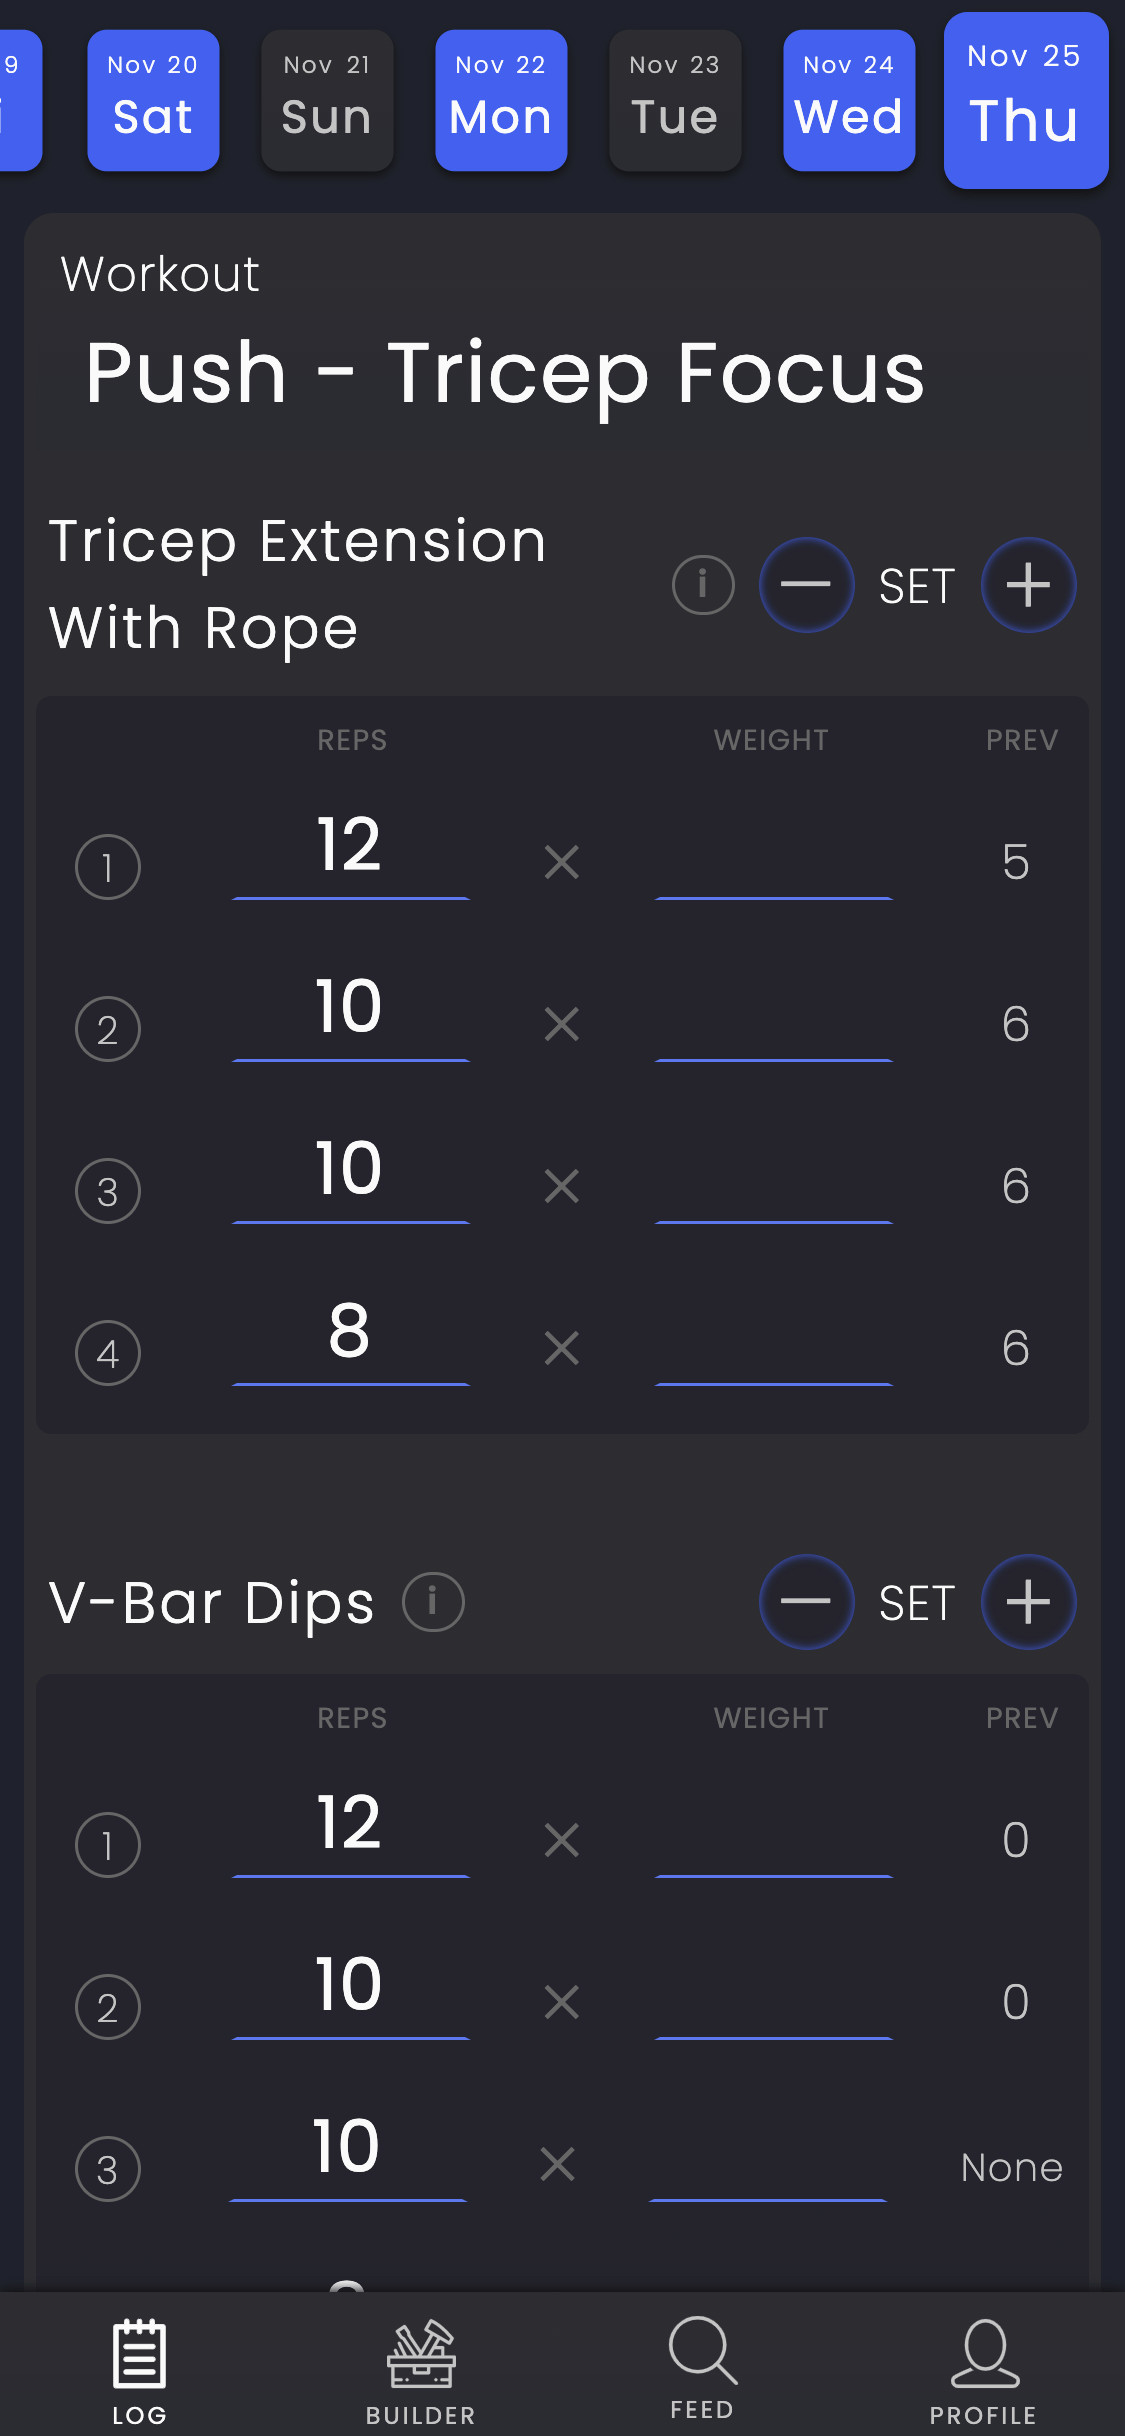 9
Nov 20
Sat
Nov 21
Sun
Nov 22
Mon
Nov 23
Tue
Nov 24
Wed
Nov 25
Thu
Workout
Push - Tricep Focus
Tricep Extension
With Rope
i
SET
REPS WEIGHT PREV
1 12 × 5
2 10 × 6
3 10 × 6
4 8 × 6
V-Bar Dips i SET
REPS WEIGHT PREV
1 12 × 0
2 10 × 0
3 10 × None
LOG BUILDER FEED PROFILE